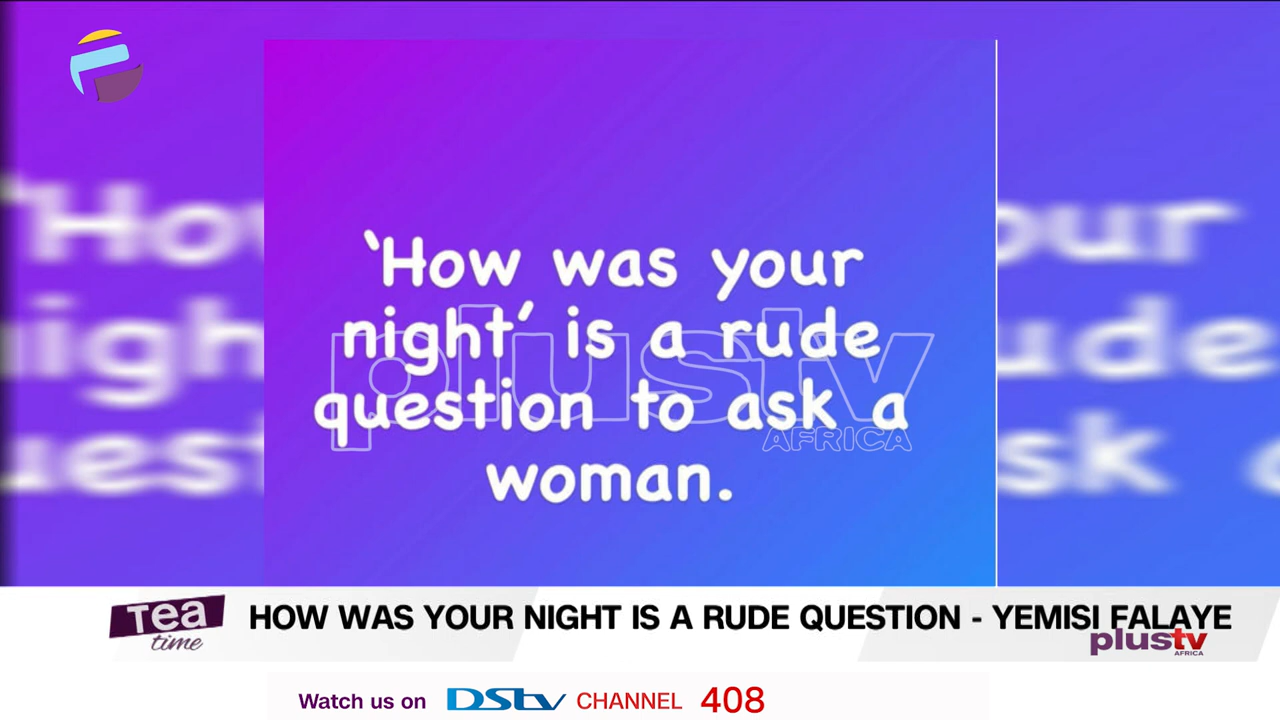 'How was your
night' is a rude
question to ask a
woman.
plustv
AFRICA
Tea
time
HOW WAS YOUR NIGHT IS A RUDE QUESTION - YEMISI FALAYE
plustv
AFRICA
Watch us on DStv CHANNEL 408